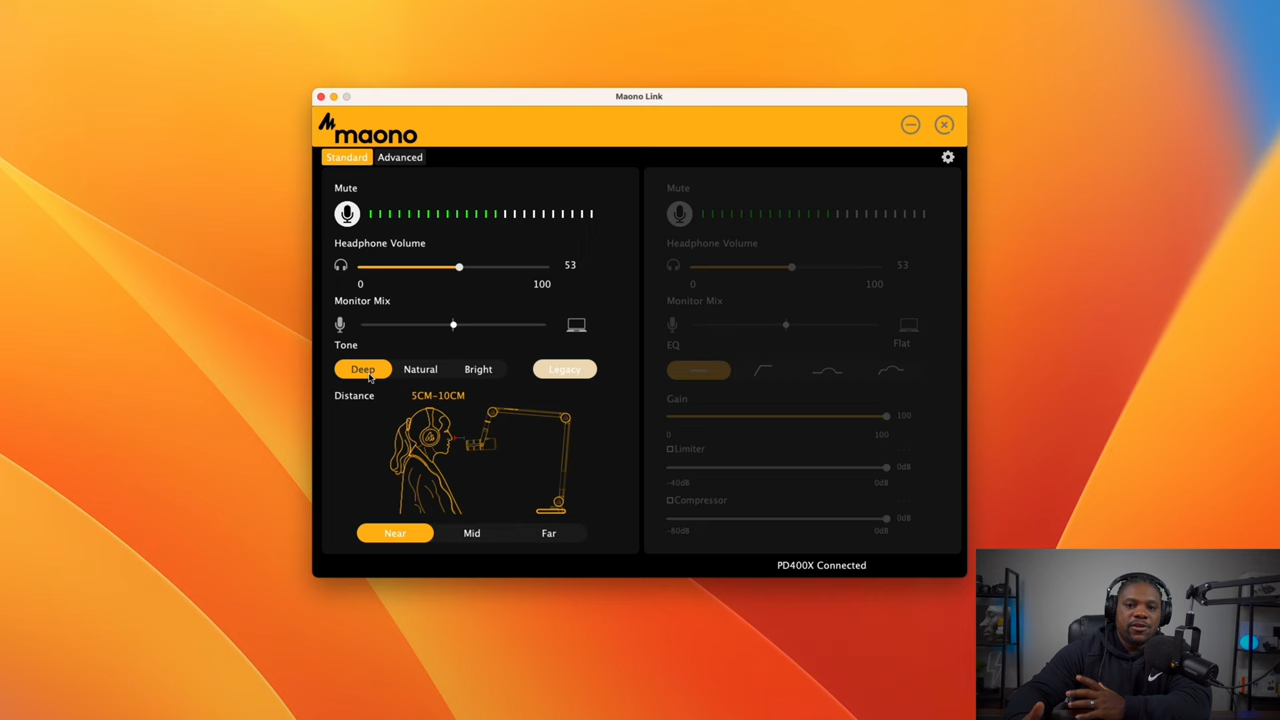 Maono Link
maono
Standard Advanced
Mute
Headphone Volume
53
0 100
Monitor Mix
Tone
Deep Natural Bright Legacy
Distance 5CM-10CM
Near Mid Far
Mute
Headphone Volume
53
0 100
Monitor Mix
EQ Flat
Gain
100
0 100
Limiter
0dB
-40dB 0dB
Compressor
0dB
-80dB 0dB
PD400X Connected